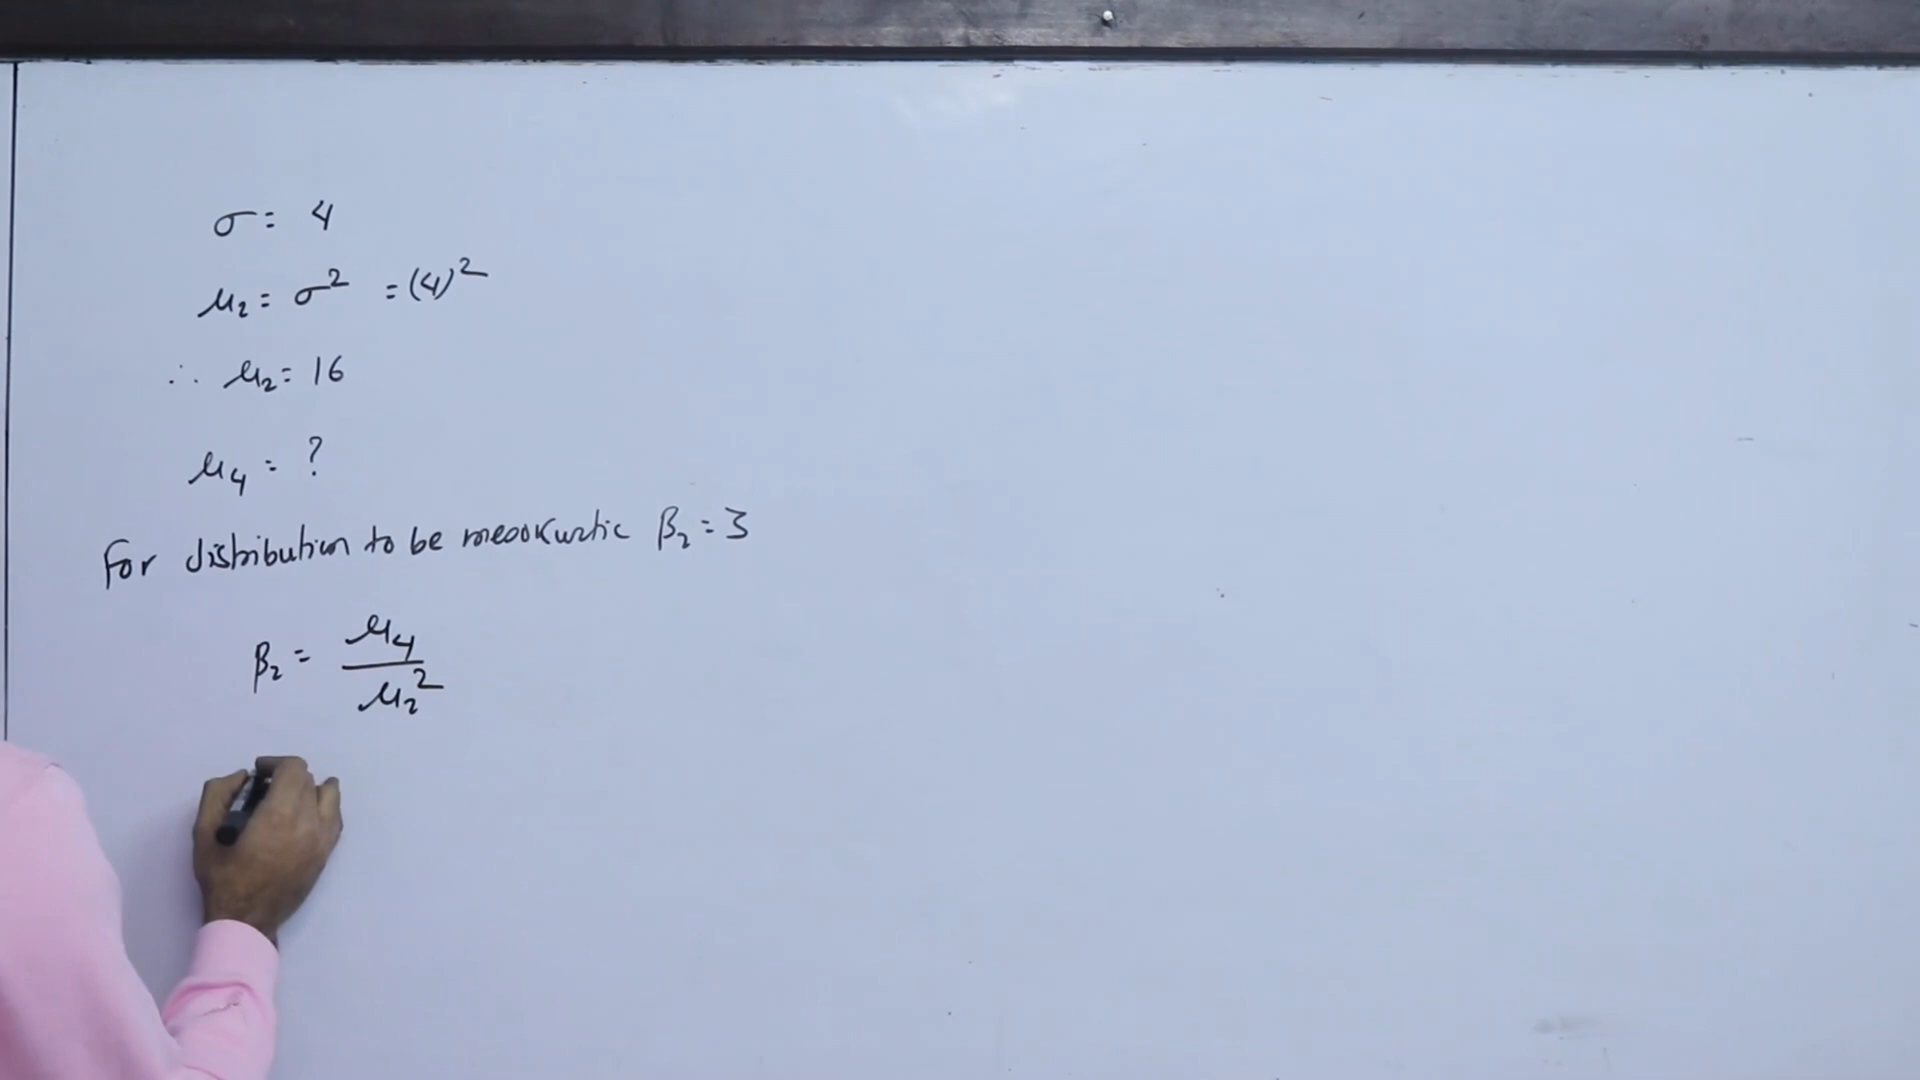 σ = 4
μ₂ = σ² = (4)²
∴ μ₂ = 16
μ₄ = ?
For distribution to be mesokurtic β₂ = 3
β₂ = μ₄ / μ₂²